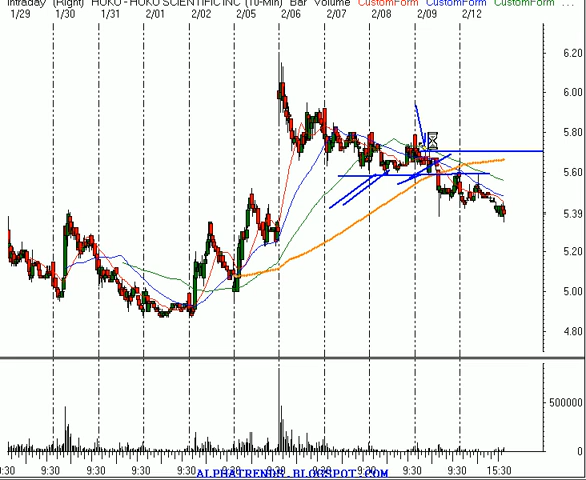 Intraday (Right) HOKU - HOKU SCIENTIFIC INC (10-Min) Bar Volume CustomForm CustomForm CustomForm ...
1/29 1/30 1/31 2/01 2/02 2/05 2/06 2/07 2/08 2/09 2/12
6.20
6.00
5.80
5.60
5.39
5.20
5.00
4.80
500000
0
9:30 9:30 9:30 9:30 9:30 9:30 9:30 9:30 9:30 9:30 15:30
ALPHATRENDS.BLOGSPOT.COM